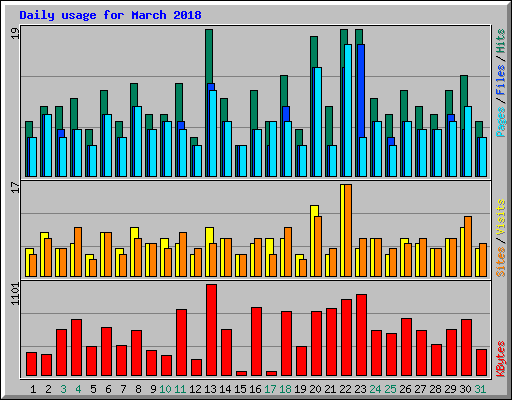 Daily usage for March 2018
19
Pages / Files / Hits
17
Sites / Visits
1101
KBytes
1 2 3 4 5 6 7 8 9 10 11 12 13 14 15 16 17 18 19 20 21 22 23 24 25 26 27 28 29 30 31